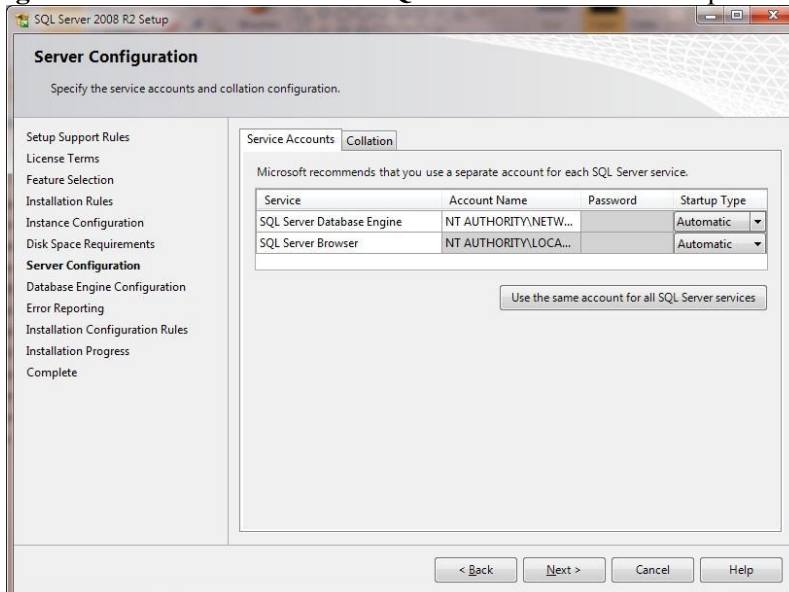 SQL Server 2008 R2 Setup
Server Configuration
Specify the service accounts and collation configuration.
Setup Support Rules
License Terms
Feature Selection
Installation Rules
Instance Configuration
Disk Space Requirements
Server Configuration
Database Engine Configuration
Error Reporting
Installation Configuration Rules
Installation Progress
Complete
Service Accounts Collation
Microsoft recommends that you use a separate account for each SQL Server service.
Service Account Name Password Startup Type
SQL Server Database Engine NT AUTHORITY\NETW... Automatic
SQL Server Browser NT AUTHORITY\LOCA... Automatic
Use the same account for all SQL Server services
< Back Next > Cancel Help